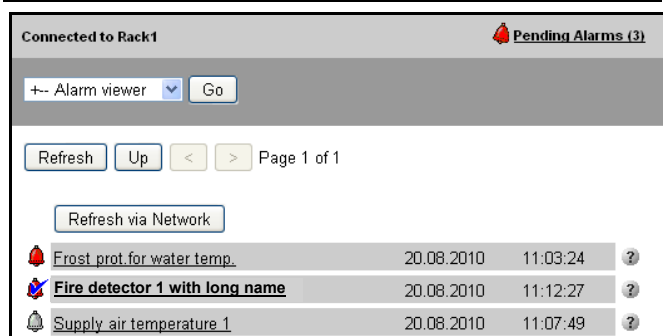 Connected to Rack1 Pending Alarms (3)
+-- Alarm viewer Go
Refresh Up < > Page 1 of 1
Refresh via Network
Frost prot.for water temp. 20.08.2010 11:03:24 ?
Fire detector 1 with long name 20.08.2010 11:12:27 ?
Supply air temperature 1 20.08.2010 11:07:49 ?